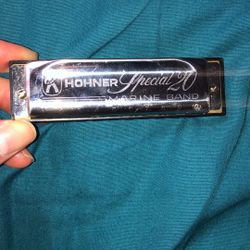 HOHNER Special 20
MARINE BAND